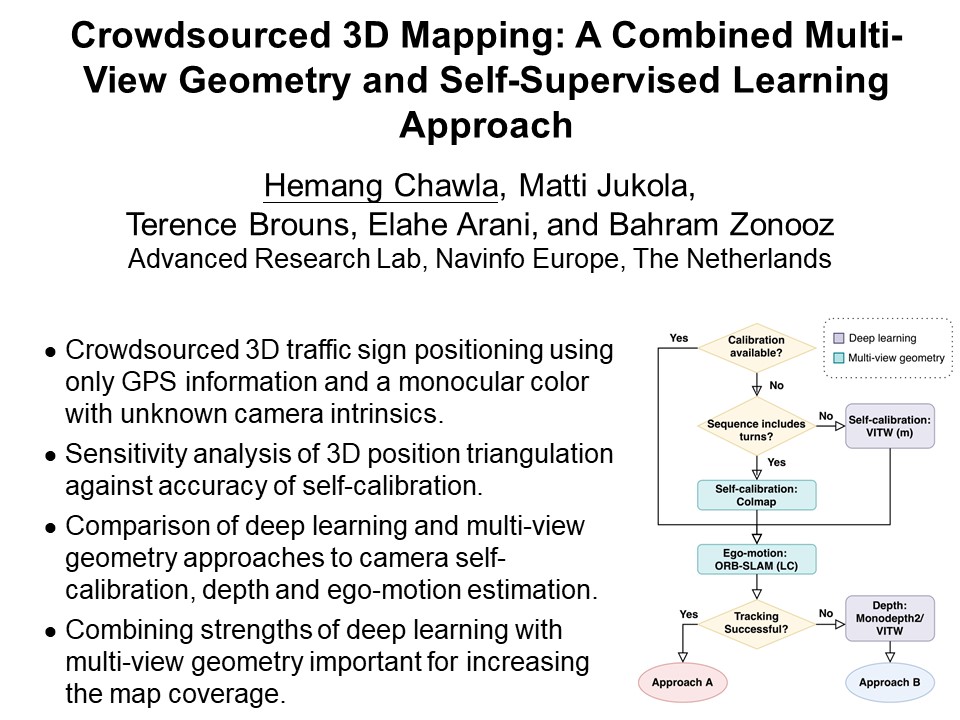 Crowdsourced 3D Mapping: A Combined Multi-
View Geometry and Self-Supervised Learning
Approach
Hemang Chawla, Matti Jukola,
Terence Brouns, Elahe Arani, and Bahram Zonooz
Advanced Research Lab, Navinfo Europe, The Netherlands
● Crowdsourced 3D traffic sign positioning using
only GPS information and a monocular color
with unknown camera intrinsics.
● Sensitivity analysis of 3D position triangulation
against accuracy of self-calibration.
● Comparison of deep learning and multi-view
geometry approaches to camera self-
calibration, depth and ego-motion estimation.
● Combining strengths of deep learning with
multi-view geometry important for increasing
the map coverage.
Deep learning
Multi-view geometry
Yes
Calibration
available?
No
Sequence includes
turns?
No
Self-calibration:
VITW (m)
Yes
Self-calibration:
Colmap
Ego-motion:
ORB-SLAM (LC)
Yes
Tracking
Successful?
No
Depth:
Monodepth2/
VITW
Approach A
Approach B